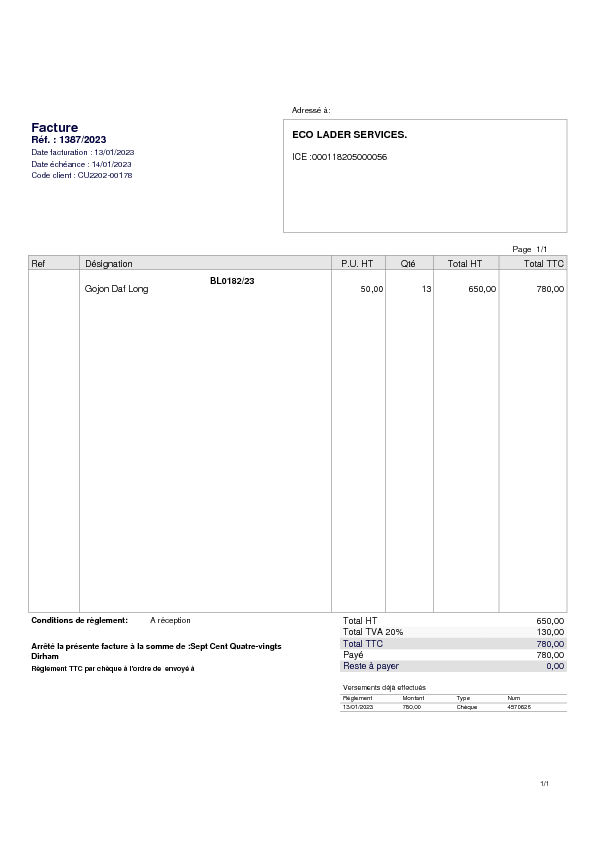 Adressé à:
Facture
Réf. : 1387/2023
Date facturation : 13/01/2023
Date échéance : 14/01/2023
Code client : CU2202-00178
ECO LADER SERVICES.
ICE :000118205000056
Page 1/1
Ref Désignation P.U. HT Qté Total HT Total TTC
BL0182/23
Gojon Daf Long 50,00 13 650,00 780,00
Conditions de règlement: A réception
Total HT 650,00
Total TVA 20% 130,00
Total TTC 780,00
Payé 780,00
Reste à payer 0,00
Arrêté la présente facture à la somme de :Sept Cent Quatre-vingts
Dirham
Règlement TTC par chèque à l'ordre de envoyé à
Versements déjà effectués
Règlement Montant Type Num
13/01/2023 780,00 Chèque
1/1